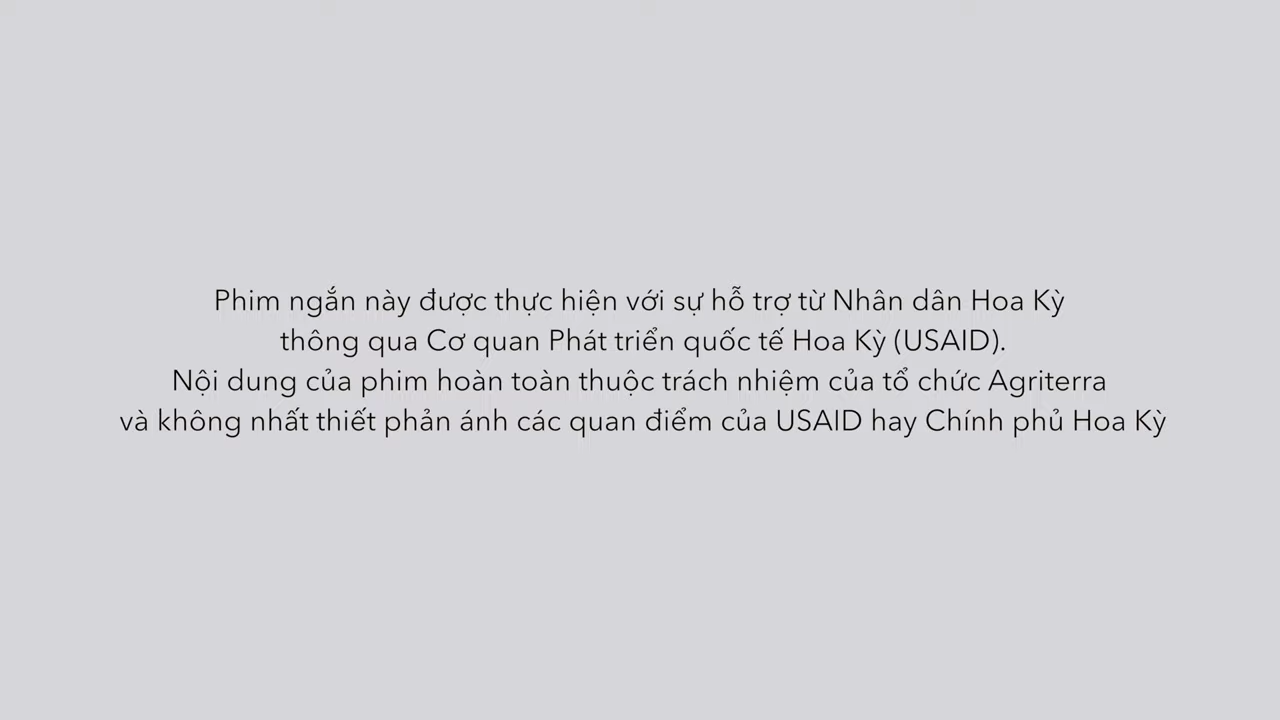 Phim ngắn này được thực hiện với sự hỗ trợ từ Nhân dân Hoa Kỳ
thông qua Cơ quan Phát triển quốc tế Hoa Kỳ (USAID).
Nội dung của phim hoàn toàn thuộc trách nhiệm của tổ chức Agriterra
và không nhất thiết phản ánh các quan điểm của USAID hay Chính phủ Hoa Kỳ